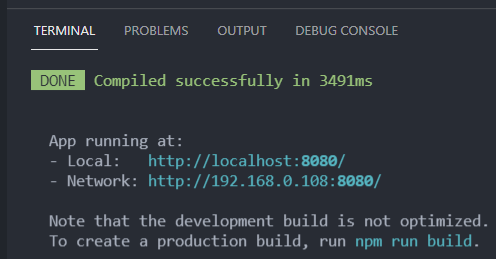 TERMINAL PROBLEMS OUTPUT DEBUG CONSOLE
DONE Compiled successfully in 3491ms
App running at:
- Local: http://localhost:8080/
- Network: http://192.168.0.108:8080/
Note that the development build is not optimized.
To create a production build, run npm run build.